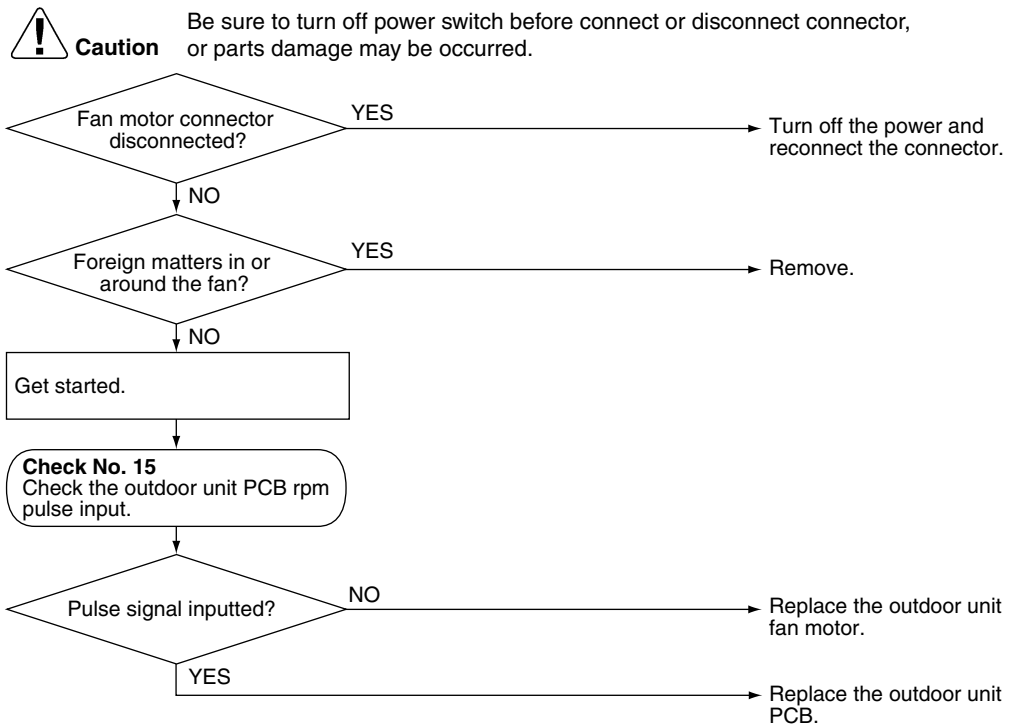 Caution
Be sure to turn off power switch before connect or disconnect connector,
or parts damage may be occurred.
Fan motor connector
disconnected?
YES
Turn off the power and
reconnect the connector.
NO
Foreign matters in or
around the fan?
YES
Remove.
NO
Get started.
Check No. 15
Check the outdoor unit PCB rpm
pulse input.
Pulse signal inputted?
NO
Replace the outdoor unit
fan motor.
YES
Replace the outdoor unit
PCB.